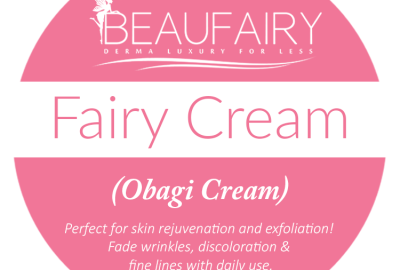 BEAUFAIRY
DERMA LUXURY FOR LESS
Fairy Cream
(Obagi Cream)
Perfect for skin rejuvenation and exfoliation!
Fade wrinkles, discoloration &
fine lines with daily use.